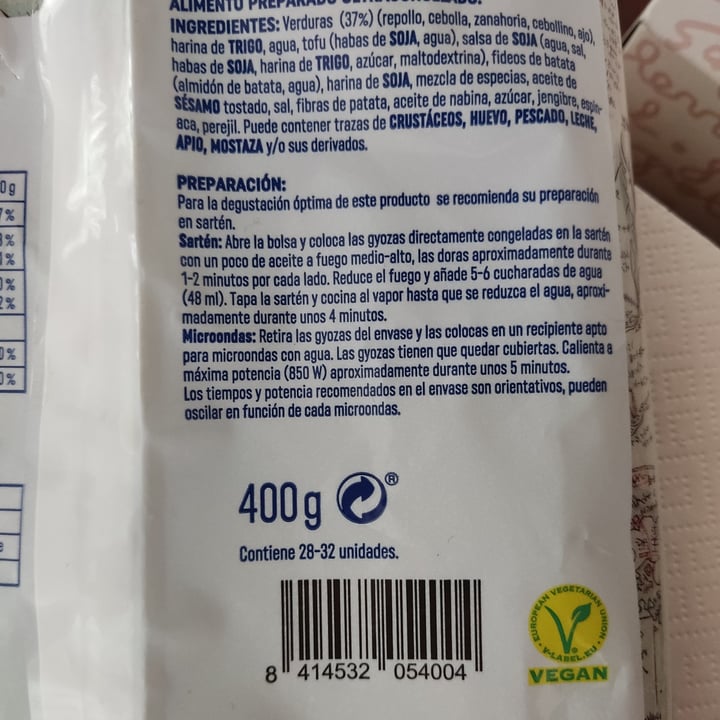 ALIMENTO PREPARADO ULTRACONGELADO.
INGREDIENTES: Verduras (37%) (repollo, cebolla, zanahoria, cebollino, ajo),
harina de TRIGO, agua, tofu (habas de SOJA, agua), salsa de SOJA (agua, sal,
habas de SOJA, harina de TRIGO, azúcar, maltodextrina), fideos de batata
(almidón de batata, agua), harina de SOJA, mezcla de especias, aceite de
SÉSAMO tostado, sal, fibras de patata, aceite de nabina, azúcar, jengibre, espin-
aca, perejil. Puede contener trazas de CRUSTÁCEOS, HUEVO, PESCADO, LECHE,
APIO, MOSTAZA y/o sus derivados.
PREPARACIÓN:
Para la degustación óptima de este producto se recomienda su preparación
en sartén.
Sartén: Abre la bolsa y coloca las gyozas directamente congeladas en la sartén
con un poco de aceite a fuego medio-alto, las doras aproximadamente durante
1-2 minutos por cada lado. Reduce el fuego y añade 5-6 cucharadas de agua
(48 ml). Tapa la sartén y cocina al vapor hasta que se reduzca el agua, aproxi-
madamente durante unos 4 minutos.
Microondas: Retira las gyozas del envase y las colocas en un recipiente apto
para microondas con agua. Las gyozas tienen que quedar cubiertas. Calienta a
máxima potencia (850 W) aproximadamente durante unos 5 minutos.
Los tiempos y potencia recomendados en el envase son orientativos, pueden
oscilar en función de cada microondas.
400 g ®
Contiene 28-32 unidades.
8 414532 054004
EUROPEAN VEGETARIAN UNION
V-LABEL.EU
VEGAN